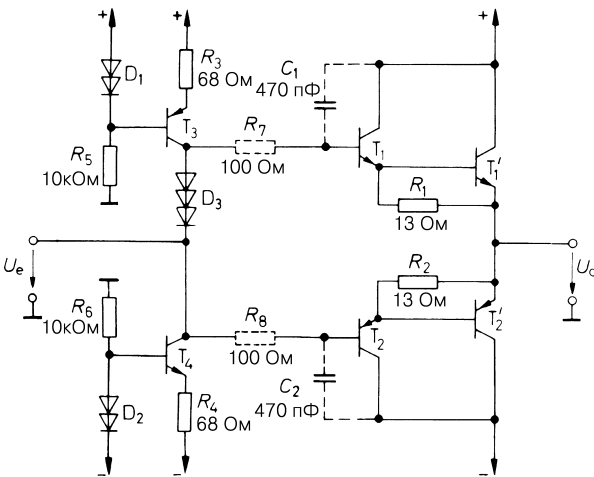 +
+
+
D1
R3
68 Ом
C1
470 пФ
T3
R7
100 Ом
T1
T1′
R5
10кОм
D3
R1
13 Ом
Ue
R2
13 Ом
R6
10кОм
T4
R8
100 Ом
T2
T2′
C2
470 пФ
D2
R4
68 Ом
−
−
−